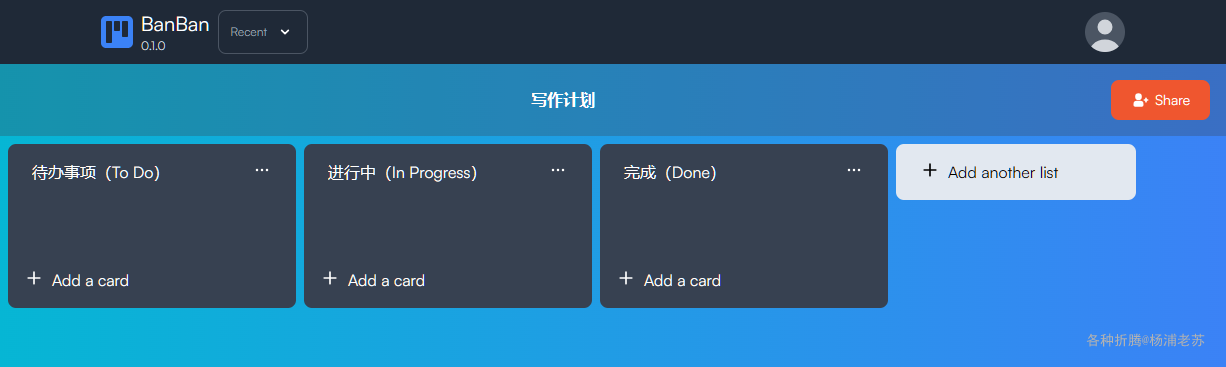 BanBan
0.1.0
Recent
写作计划
Share
待办事项（To Do）
进行中（In Progress）
完成（Done）
Add another list
Add a card
Add a card
Add a card
各种折腾@杨浦老苏